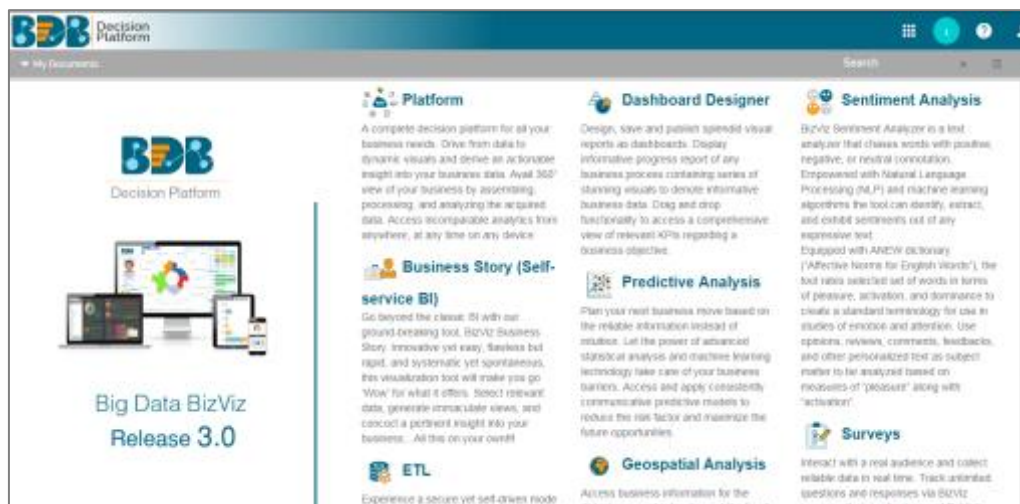 BDB Decision
Platform
My Documents
Search
BDB
Decision Platform
Big Data BizViz
Release 3.0
Platform
A complete decision platform for all your
business needs. Drive from data to
dynamic visuals and derive an actionable
insight into your business data. Avail 360°
view of your business by assembling,
processing, and analyzing the acquired
data. Access incomparable analytics from
anywhere, at any time on any device
Business Story (Self-
service BI)
Go beyond the classic BI with our
ground-breaking tool, BizViz Business
Story. Innovative yet easy, flawless but
rapid, and systematic yet spontaneous,
this visualization tool will make you go
'Wow' for what it offers. Select relevant
data, generate immaculate views, and
concoct a pertinent insight into your
business... All this on your own!!!
ETL
Experience a secure yet self-driven mode
Dashboard Designer
Design, save and publish splendid visual
reports as dashboards. Display
informative progress report of any
business process containing series of
stunning visuals to denote informative
business data. Drag and drop
functionality to access a comprehensive
view of relevant KPIs regarding a
business objective.
Predictive Analysis
Plan your next business move based on
the reliable information instead of
intuition. Let the power of advanced
statistical analysis and machine learning
technology take care of your business
barriers. Access and apply consistently
communicative predictive models to
reduce the risk factor and maximize the
future opportunities.
Geospatial Analysis
Access business information for the
Sentiment Analysis
BizViz Sentiment Analyzer is a text
analyzer that chases words with positive,
negative, or neutral connotation.
Empowered with Natural Language
Processing (NLP) and machine learning
algorithms the tool can identify, extract,
and exhibit sentiments out of any
expressive text.
Equipped with ANEW dictionary
("Affective Norms for English Words"), the
tool rates selected set of words in terms
of pleasure, activation, and dominance to
create a standard terminology for use in
studies of emotion and attention. Use
opinions, reviews, comments, feedbacks,
and other personalized text as subject
matter to be analyzed based on
measures of "pleasure" along with
"activation"
Surveys
Interact with a real audience and collect
reliable data in real time. Track unlimited
questions and responses via BizViz